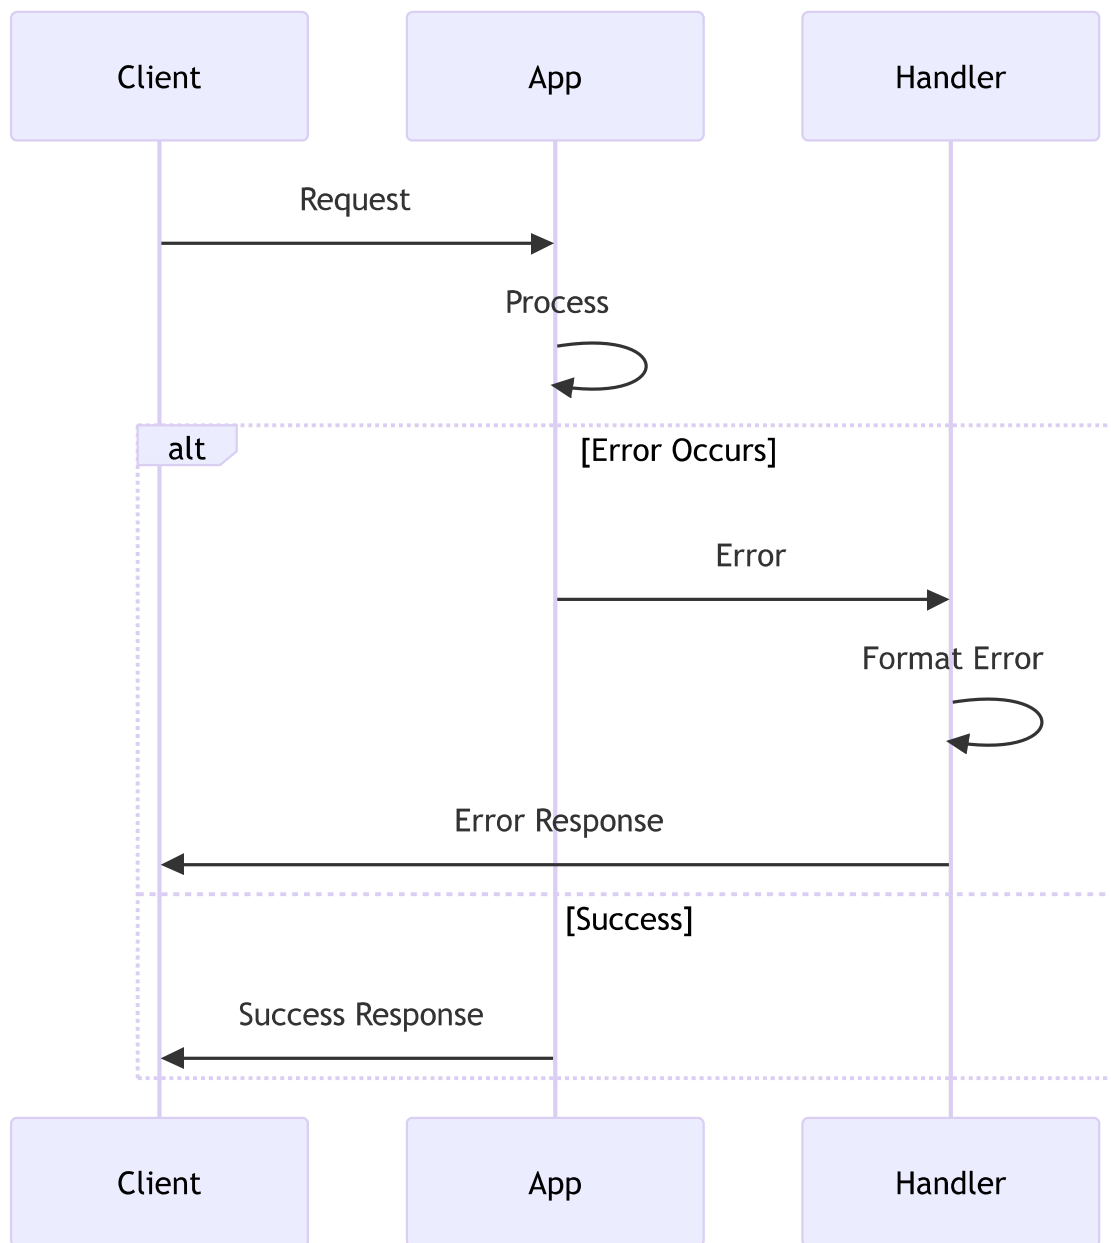 Client
App
Handler
Request
Process
alt
[Error Occurs]
Error
Format Error
Error Response
[Success]
Success Response
Client
App
Handler